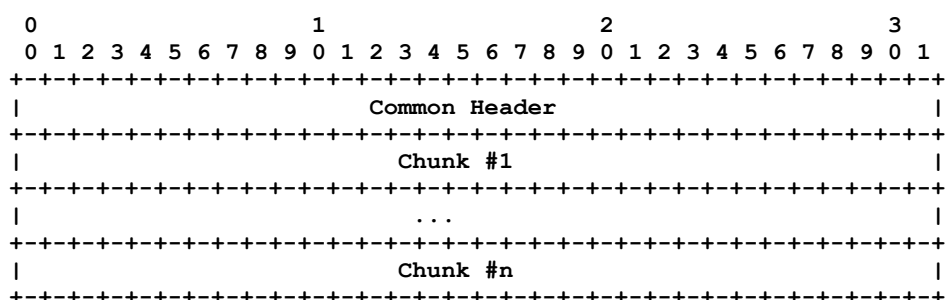 0                   1                   2                   3
 0 1 2 3 4 5 6 7 8 9 0 1 2 3 4 5 6 7 8 9 0 1 2 3 4 5 6 7 8 9 0 1
+-+-+-+-+-+-+-+-+-+-+-+-+-+-+-+-+-+-+-+-+-+-+-+-+-+-+-+-+-+-+-+-+
|                        Common Header                          |
+-+-+-+-+-+-+-+-+-+-+-+-+-+-+-+-+-+-+-+-+-+-+-+-+-+-+-+-+-+-+-+-+
|                          Chunk #1                             |
+-+-+-+-+-+-+-+-+-+-+-+-+-+-+-+-+-+-+-+-+-+-+-+-+-+-+-+-+-+-+-+-+
|                           ...                                 |
+-+-+-+-+-+-+-+-+-+-+-+-+-+-+-+-+-+-+-+-+-+-+-+-+-+-+-+-+-+-+-+-+
|                          Chunk #n                             |
+-+-+-+-+-+-+-+-+-+-+-+-+-+-+-+-+-+-+-+-+-+-+-+-+-+-+-+-+-+-+-+-+